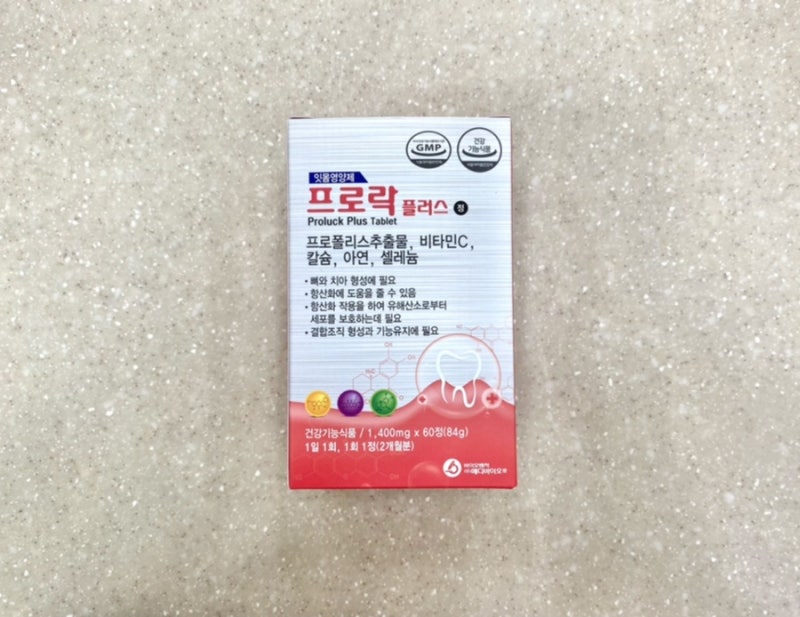 GMP
건강
기능식품
잇몸영양제
프로락 플러스 정
Proluck Plus Tablet
프로폴리스추출물, 비타민C,
칼슘, 아연, 셀레늄
• 뼈와 치아 형성에 필요
• 항산화에 도움을 줄 수 있음
• 항산화 작용을 하여 유해산소로부터
세포를 보호하는데 필요
• 결합조직 형성과 기능유지에 필요
건강기능식품 / 1,400mg x 60정(84g)
1일 1회, 1회 1정(2개월분)
메디바이오